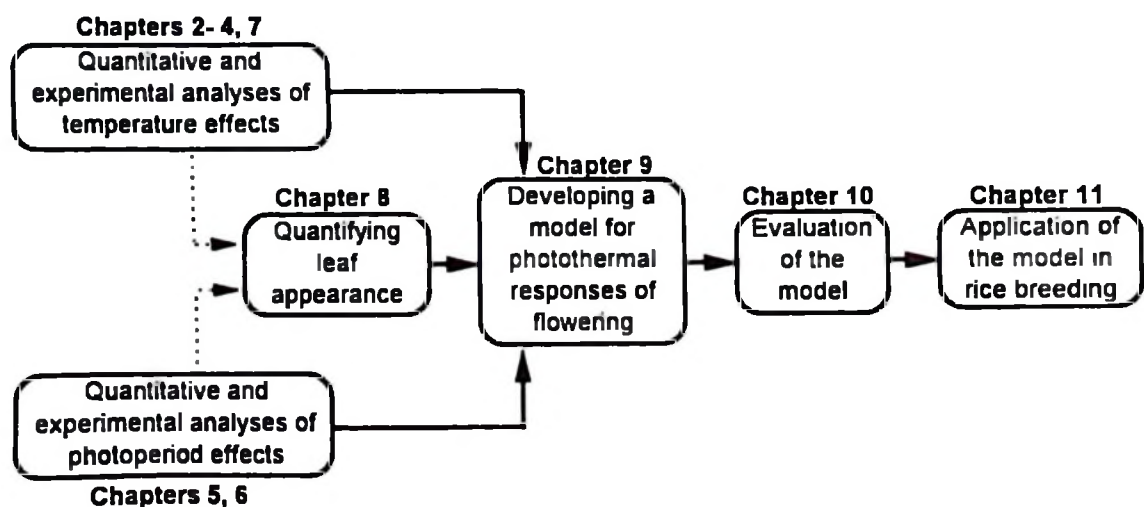 Chapters 2- 4, 7
Quantitative and
experimental analyses of
temperature effects
Chapter 8
Quantifying
leaf
appearance
Chapter 9
Developing a
model for
photothermal
responses of
flowering
Chapter 10
Evaluation
of the
model
Chapter 11
Application of
the model in
rice breeding
Quantitative and
experimental analyses of
photoperiod effects
Chapters 5, 6